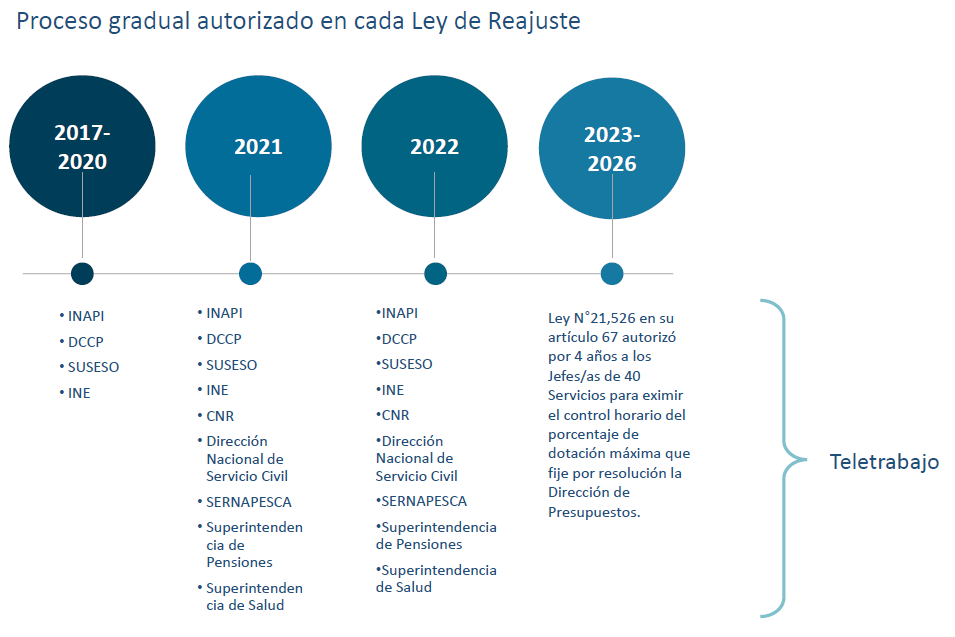 Proceso gradual autorizado en cada Ley de Reajuste
2017-
2020
2021
2022
2023-
2026
• INAPI
• DCCP
• SUSESO
• INE
• INAPI
• DCCP
• SUSESO
• INE
• CNR
• Dirección
Nacional de
Servicio Civil
• SERNAPESCA
• Superintenden
cia de
Pensiones
• Superintenden
cia de Salud
•INAPI
•DCCP
•SUSESO
•INE
•CNR
•Dirección
Nacional de
Servicio Civil
•SERNAPESCA
•Superintendencia
de Pensiones
•Superintendencia
de Salud
Ley N°21,526 en su
artículo 67 autorizó
por 4 años a los
Jefes/as de 40
Servicios para eximir
el control horario del
porcentaje de
dotación máxima que
fije por resolución la
Dirección de
Presupuestos.
Teletrabajo